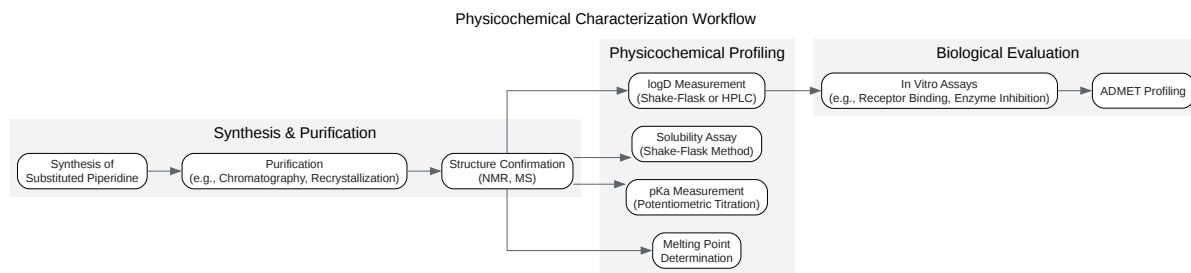 Physicochemical Characterization Workflow
Synthesis & Purification
Synthesis of
Substituted Piperidine
Purification
(e.g., Chromatography, Recrystallization)
Structure Confirmation
(NMR, MS)
Physicochemical Profiling
logD Measurement
(Shake-Flask or HPLC)
Solubility Assay
(Shake-Flask Method)
pKa Measurement
(Potentiometric Titration)
Melting Point
Determination
Biological Evaluation
In Vitro Assays
(e.g., Receptor Binding, Enzyme Inhibition)
ADMET Profiling